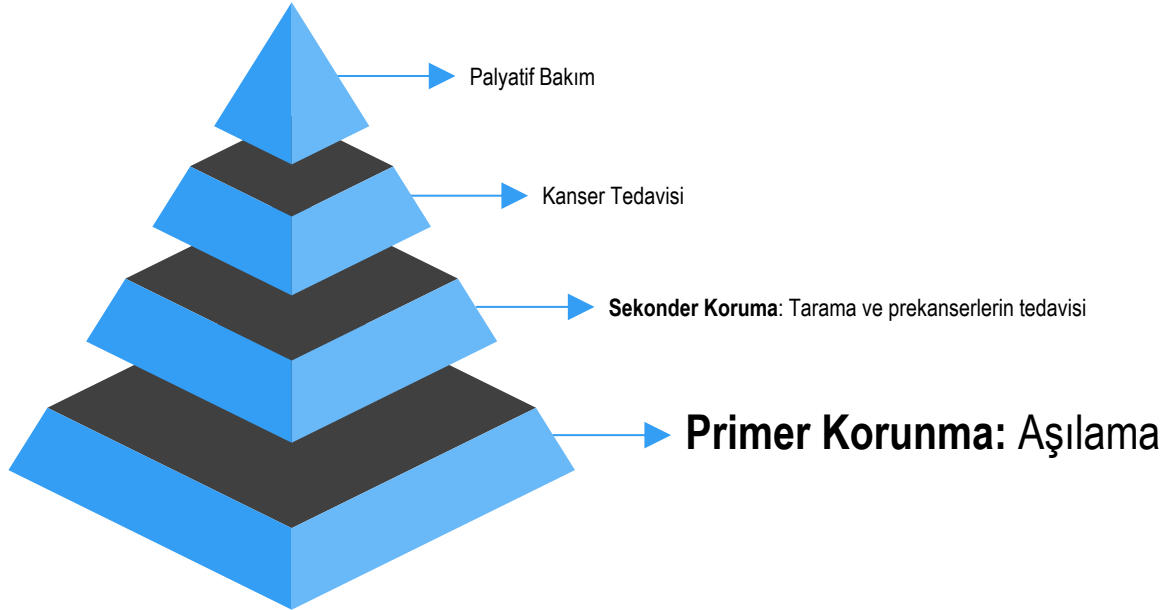 Palyatif Bakım
Kanser Tedavisi
Sekonder Koruma: Tarama ve prekanserlerin tedavisi
Primer Korunma: Aşılama